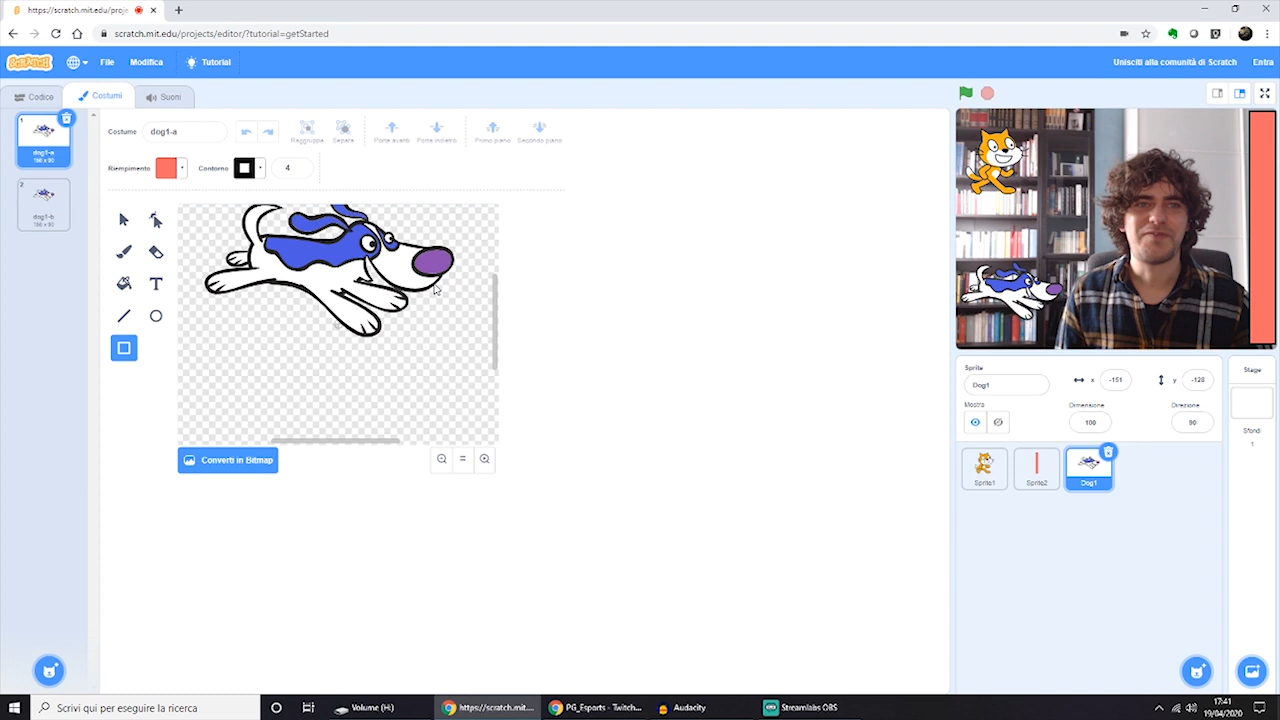 https://scratch.mit.edu/proje
scratch.mit.edu/projects/editor/?tutorial=getStarted
SCRATCH
File
Modifica
Tutorial
Unisciti alla comunità di Scratch
Entra
Codice
Costumi
Suoni
1
dog1-a
2
dog1-b
Costume
dog1-a
Raggruppa
Separa
Porta avanti
Porta indietro
Primo piano
Secondo piano
Riempimento
Contorno
4
T
Converti in Bitmap
Sprite
Dog1
x
-151
y
-128
Mostra
Dimensione
100
Direzione
90
Sprite1
Sprite2
Dog1
Stage
Sfondi
1
Scrivi qui per eseguire la ricerca
Volume (H:)
https://scratch.mit...
PG_Esports - Twitch...
Audacity
Streamlabs OBS
17:41
19/04/2020